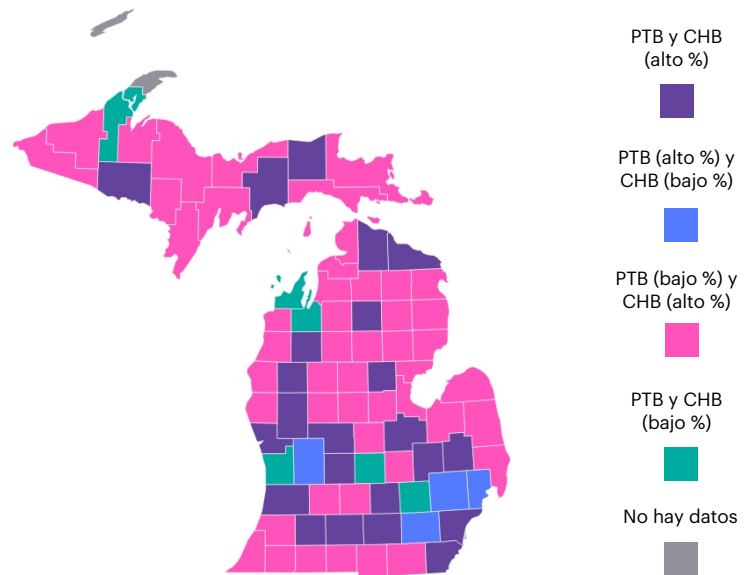 PTB y CHB
(alto %)
PTB (alto %) y
CHB (bajo %)
PTB (bajo %) y
CHB (alto %)
PTB y CHB
(bajo %)
No hay datos